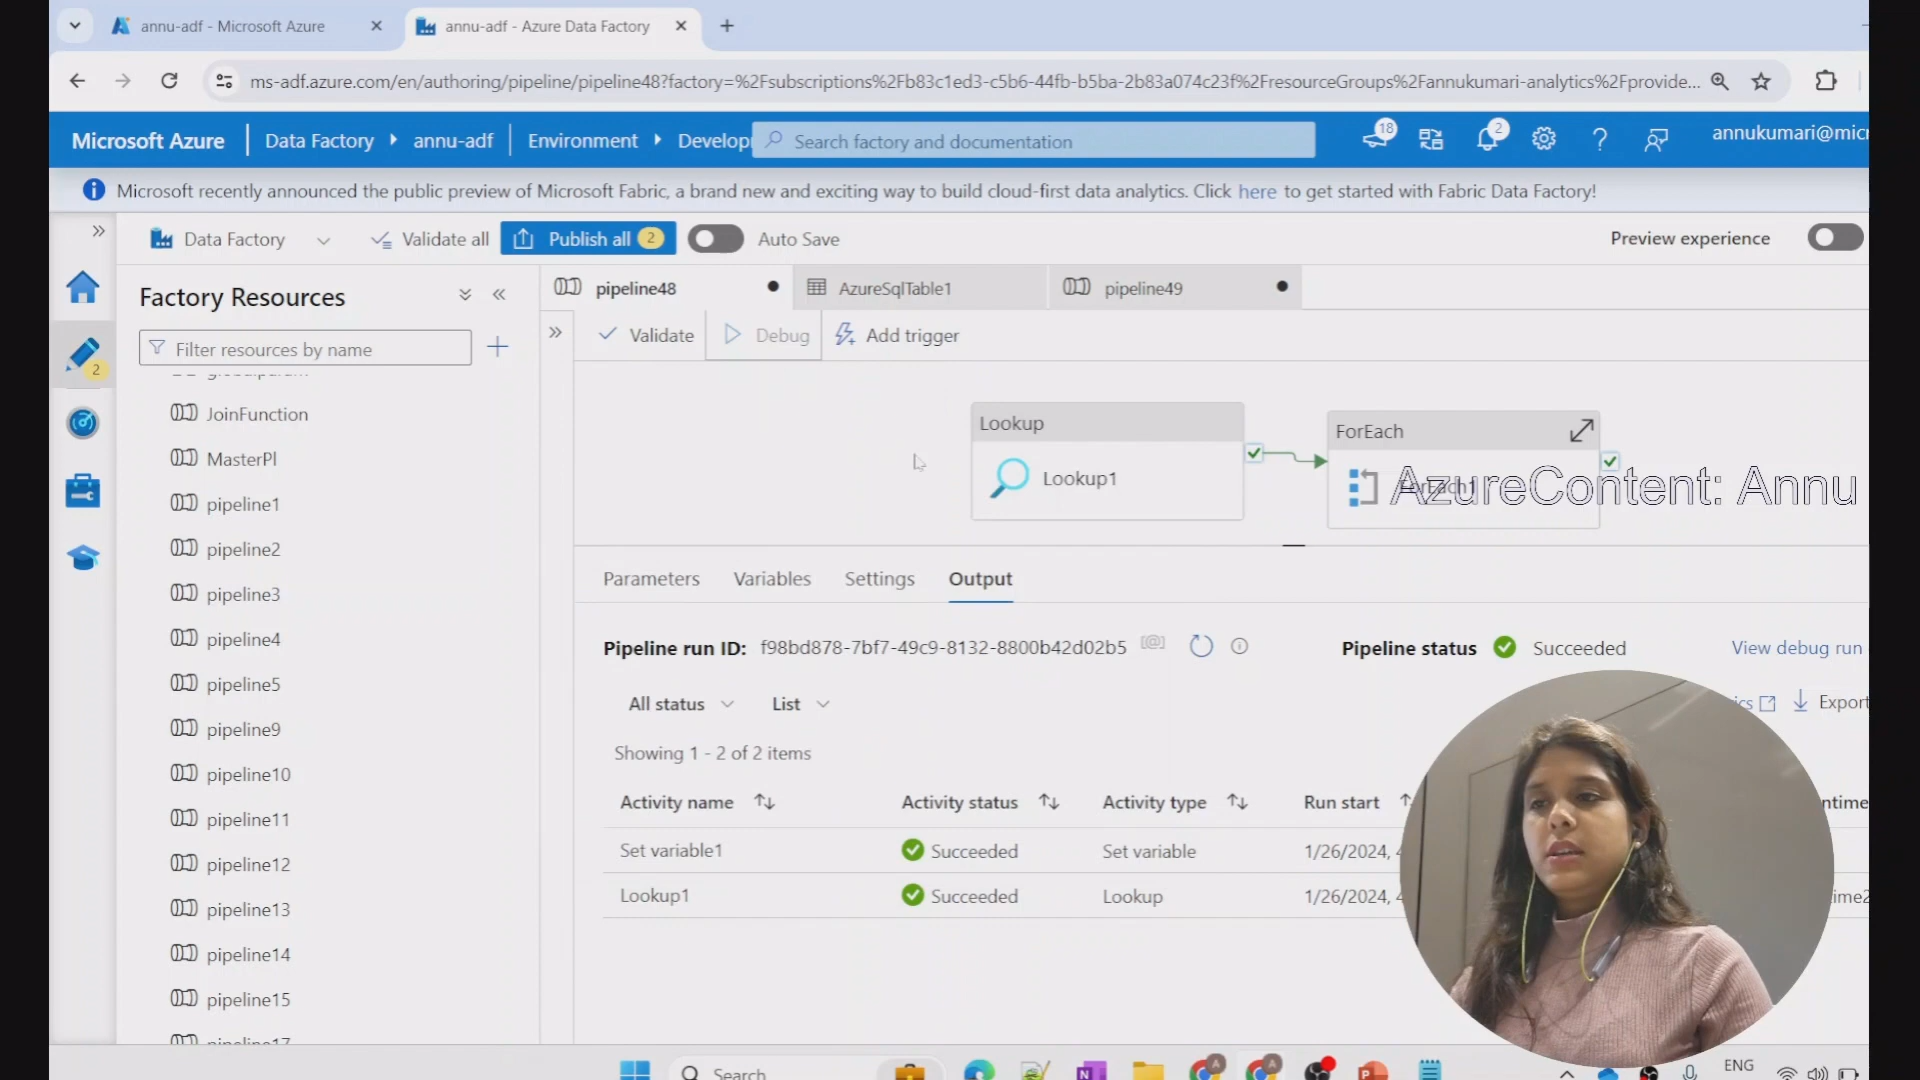 annu-adf - Microsoft Azure
annu-adf - Azure Data Factory
ms-adf.azure.com/en/authoring/pipeline/pipeline48?factory=%2Fsubscriptions%2Fb83c1ed3-c5b6-44fb-b5ba-2b83a074c23f%2FresourceGroups%2Fannukumari-analytics%2Fprovide...
Microsoft Azure
Data Factory
annu-adf
Environment
Develop
Search factory and documentation
18
2
annukumari@mic
Microsoft recently announced the public preview of Microsoft Fabric, a brand new and exciting way to build cloud-first data analytics. Click here to get started with Fabric Data Factory!
Data Factory
Validate all
Publish all 2
Auto Save
Preview experience
2
Factory Resources
Filter resources by name
JoinFunction
MasterPl
pipeline1
pipeline2
pipeline3
pipeline4
pipeline5
pipeline9
pipeline10
pipeline11
pipeline12
pipeline13
pipeline14
pipeline15
pipeline17
pipeline48
AzureSqlTable1
pipeline49
Validate
Debug
Add trigger
Lookup
Lookup1
ForEach
ForEach1
AzureContent: Annu
Parameters
Variables
Settings
Output
Pipeline run ID: f98bd878-7bf7-49c9-8132-8800b42d02b5
Pipeline status
Succeeded
View debug run
All status
List
Export
Showing 1 - 2 of 2 items
Activity name
Activity status
Activity type
Run start
Set variable1
Succeeded
Set variable
1/26/2024,
Lookup1
Succeeded
Lookup
1/26/2024,
Search
ENG